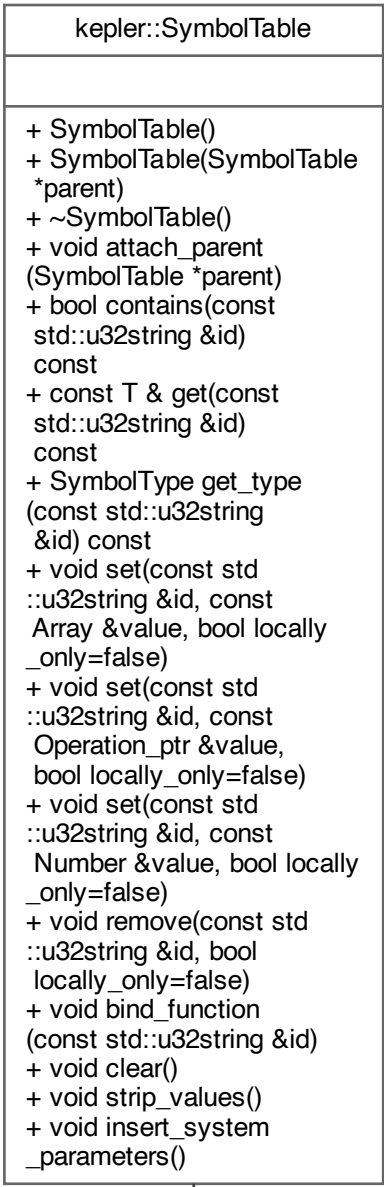 kepler::SymbolTable
+ SymbolTable()
+ SymbolTable(SymbolTable
*parent)
+ ~SymbolTable()
+ void attach_parent
(SymbolTable *parent)
+ bool contains(const
std::u32string &id)
const
+ const T & get(const
std::u32string &id)
const
+ SymbolType get_type
(const std::u32string
&id) const
+ void set(const std
::u32string &id, const
Array &value, bool locally
_only=false)
+ void set(const std
::u32string &id, const
Operation_ptr &value,
bool locally_only=false)
+ void set(const std
::u32string &id, const
Number &value, bool locally
_only=false)
+ void remove(const std
::u32string &id, bool
locally_only=false)
+ void bind_function
(const std::u32string &id)
+ void clear()
+ void strip_values()
+ void insert_system
_parameters()